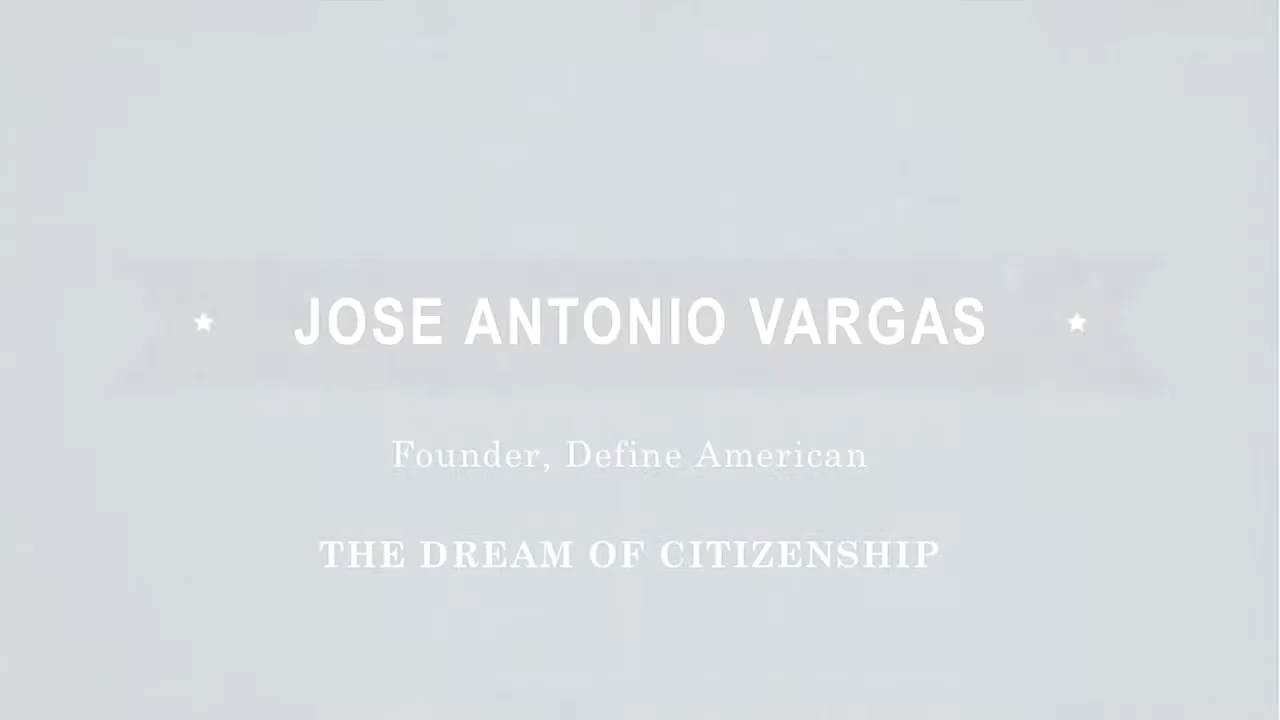 JOSE ANTONIO VARGAS
Founder, Define American
THE DREAM OF CITIZENSHIP